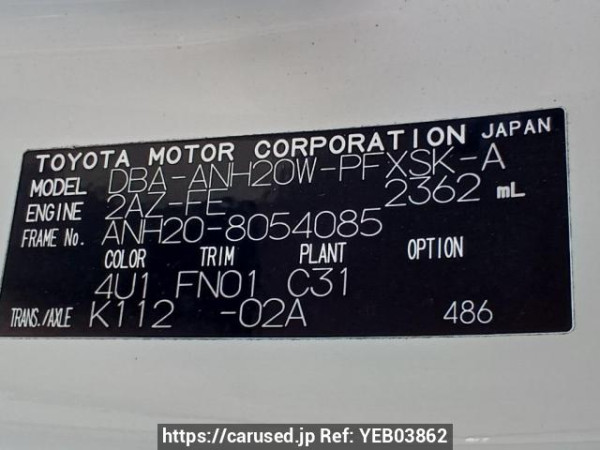 TOYOTA MOTOR CORPORATION JAPAN
MODEL DBA-ANH20W-PFXSK-A
ENGINE 2AZ-FE 2362 mL
FRAME No. ANH20-8054085
COLOR TRIM PLANT OPTION
4U1 FN01 C31
TRANS./AXLE K112 -02A 486
https://carused.jp Ref: YEB03862